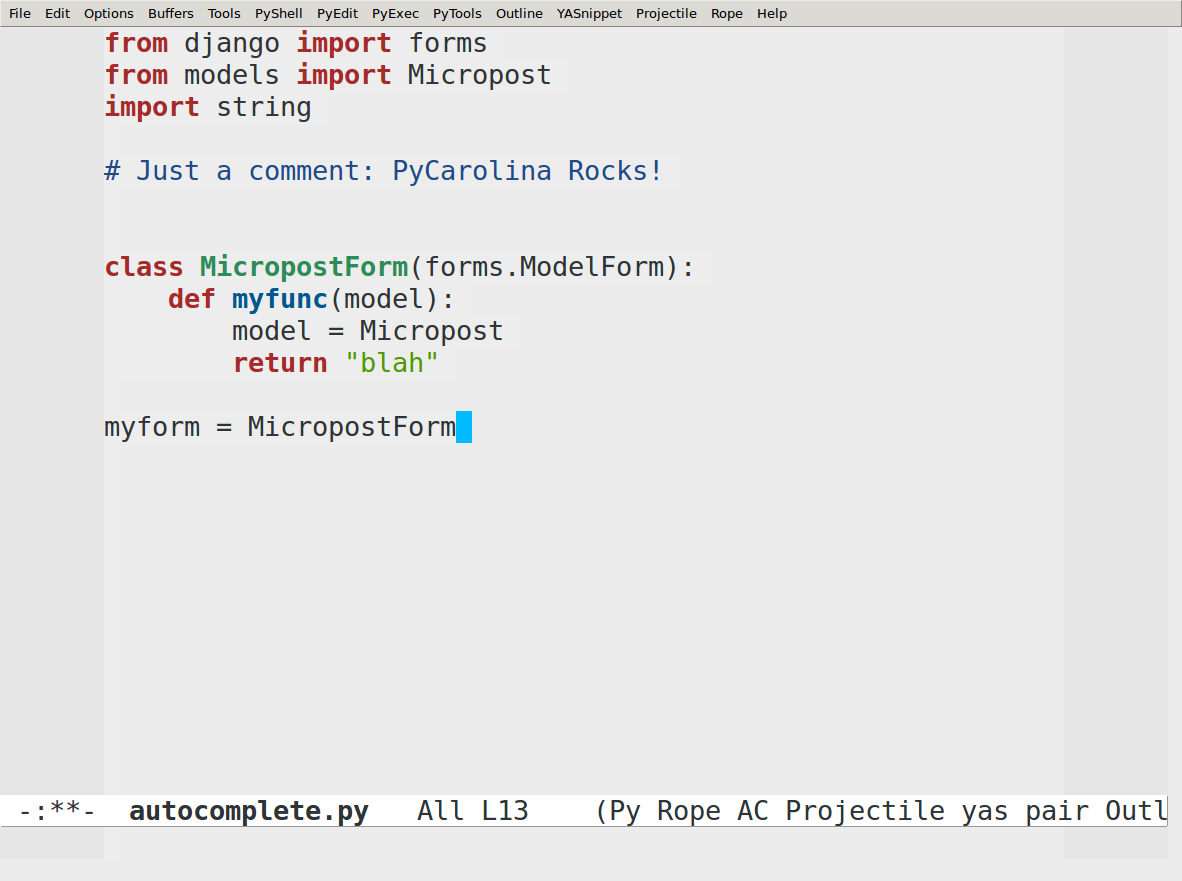 File Edit Options Buffers Tools PyShell PyEdit PyExec PyTools Outline YASnippet Projectile Rope Help
from django import forms
from models import Micropost
import string
# Just a comment: PyCarolina Rocks!
class MicropostForm(forms.ModelForm):
    def myfunc(model):
        model = Micropost
        return "blah"
myform = MicropostForm
-:**-  autocomplete.py   All L13    (Py Rope AC Projectile yas pair Outl